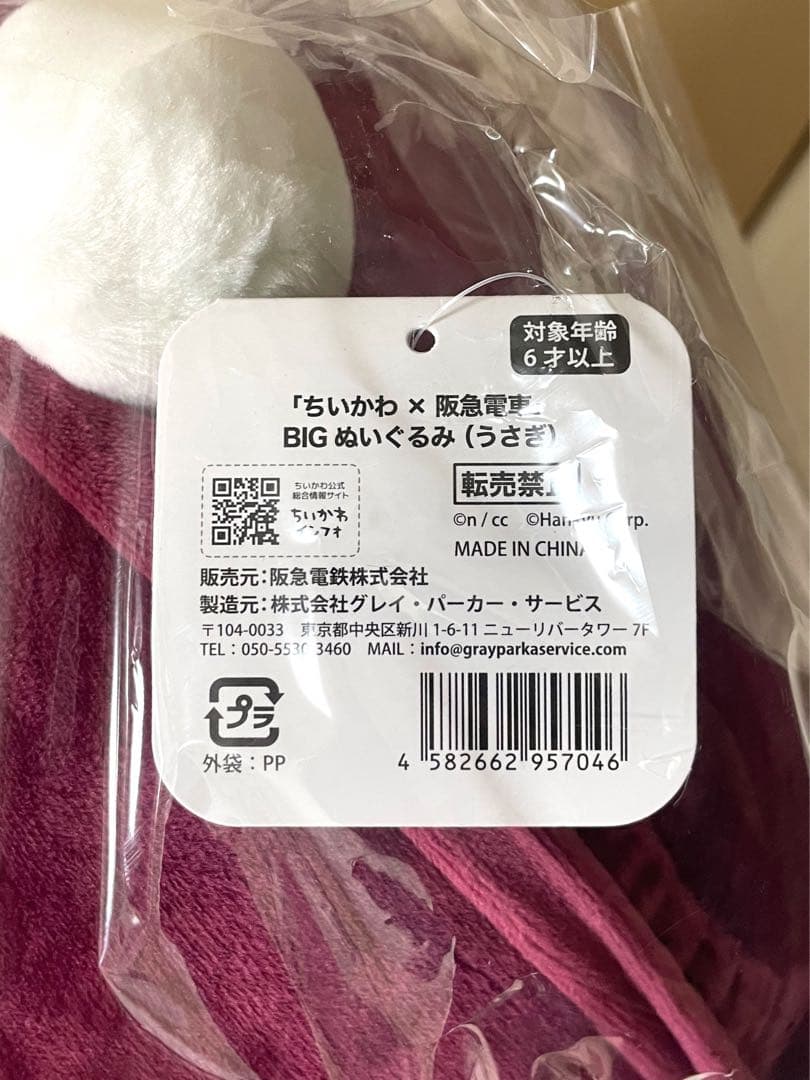 対象年齢
6才以上
「ちいかわ × 阪急電車」
BIG ぬいぐるみ（うさぎ）
ちいかわ公式
総合情報サイト
ちいかわ
インフォ
転売禁止
©n / cc ©Hankyu Corp.
MADE IN CHINA
販売元：阪急電鉄株式会社
製造元：株式会社グレイ・パーカー・サービス
〒104-0033 東京都中央区新川 1-6-11 ニューリバータワー 7F
TEL：050-5530-3460 MAIL：info@grayparkaservice.com
プラ
外袋：PP
4 582662 957046